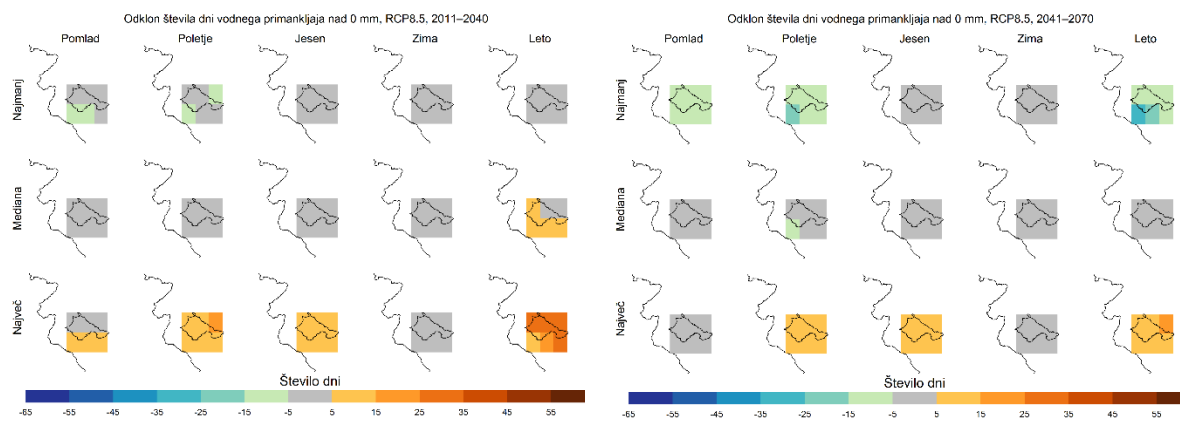 Odklon števila dni vodnega primankljaja nad 0 mm, RCP8.5, 2011–2040
Pomlad Poletje Jesen Zima Leto
Najmanj
Mediana
Največ
Število dni
-65 -55 -45 -35 -25 -15 -5 5 15 25 35 45 55
Odklon števila dni vodnega primankljaja nad 0 mm, RCP8.5, 2041–2070
Pomlad Poletje Jesen Zima Leto
Najmanj
Mediana
Največ
Število dni
-65 -55 -45 -35 -25 -15 -5 5 15 25 35 45 55